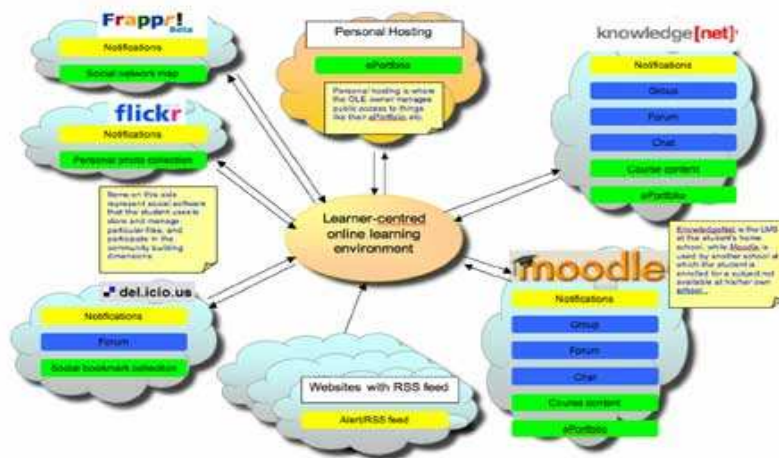 Frappr!
Beta
Notifications
Social network map
flickr
Notifications
Personal photo collection
Items on this side
represent social software
that the student uses to
store and manage
particular files, and
participate in the
community building
dimensions.
del.icio.us
Notifications
Forum
Social bookmark collection
Personal Hosting
ePortfolio
Personal hosting is where
the OLE owner manages
public access to things
like their ePortfolio, etc.
Learner-centred
online learning
environment
Websites with RSS feed
Alert/RSS feed
knowledge[net]
Notifications
Group
Forum
Chat
Course content
ePortfolio
KnowledgeNet is the LMS
at the student's home
school, while Moodle is
used by another school at
which the student is
enrolled for a subject not
available at his/her own
school...
moodle
Notifications
Group
Forum
Chat
Course content
ePortfolio